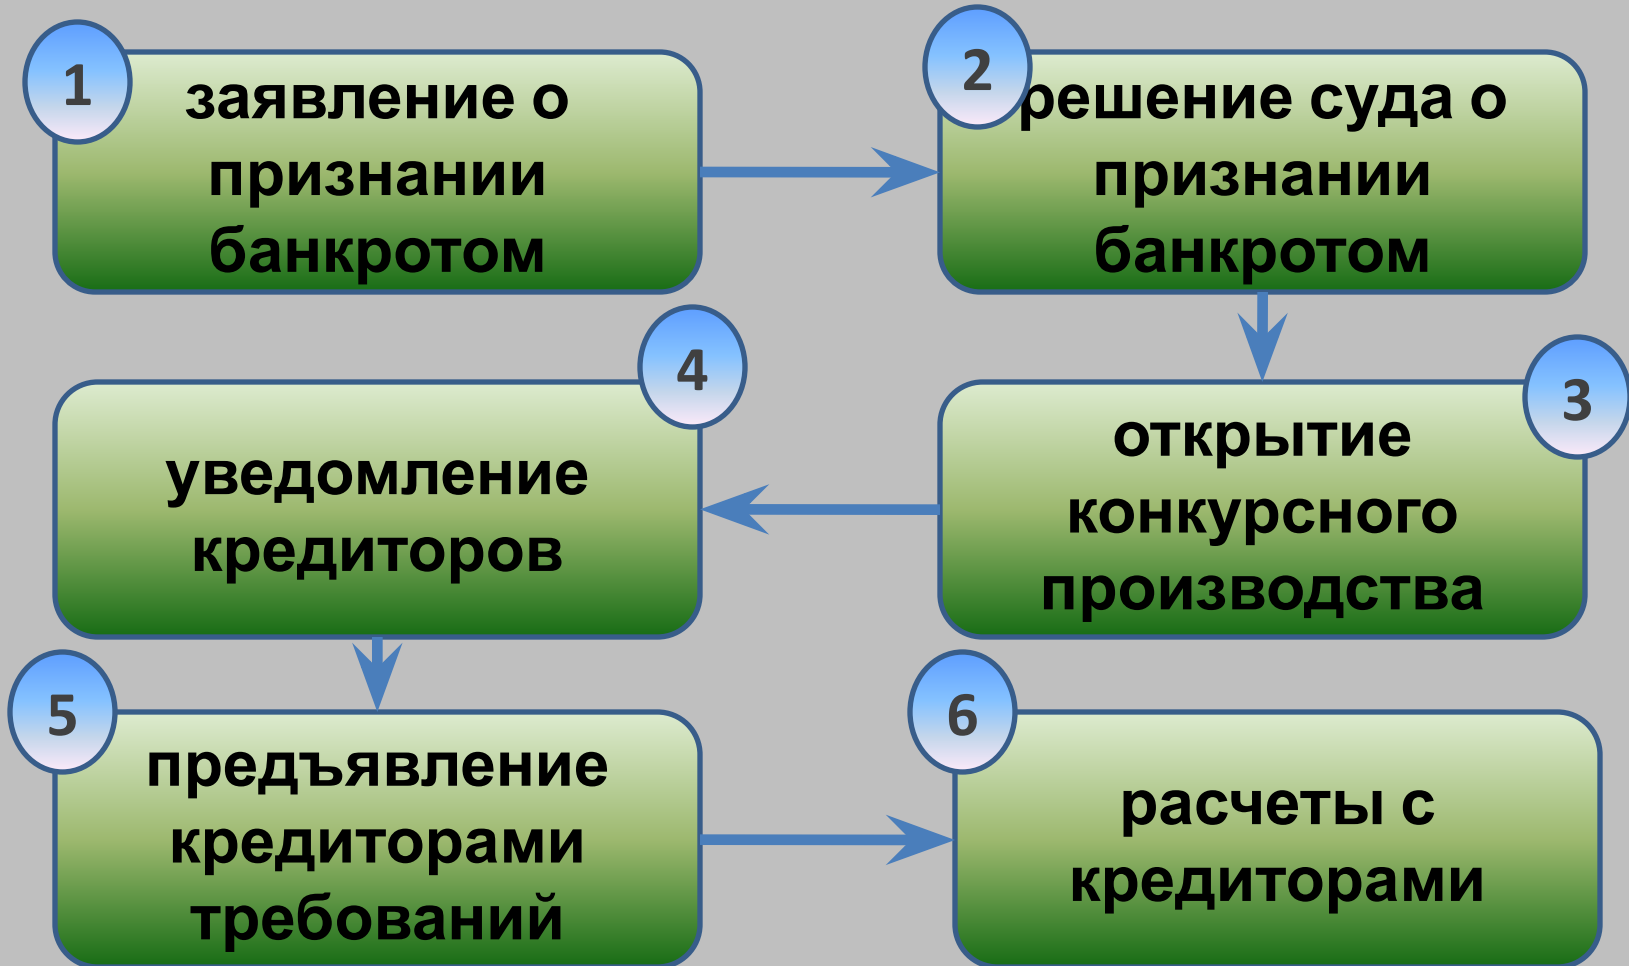 1
заявление о
признании
банкротом
2
решение суда о
признании
банкротом
3
открытие
конкурсного
производства
4
уведомление
кредиторов
5
предъявление
кредиторами
требований
6
расчеты с
кредиторами